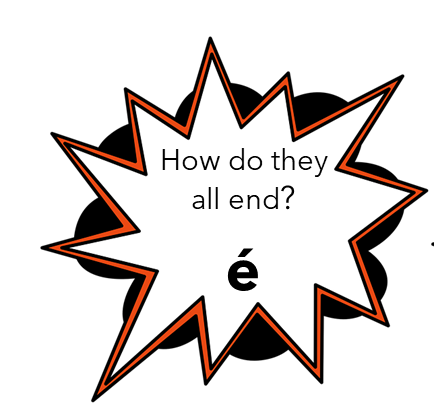 How do they
all end?
é